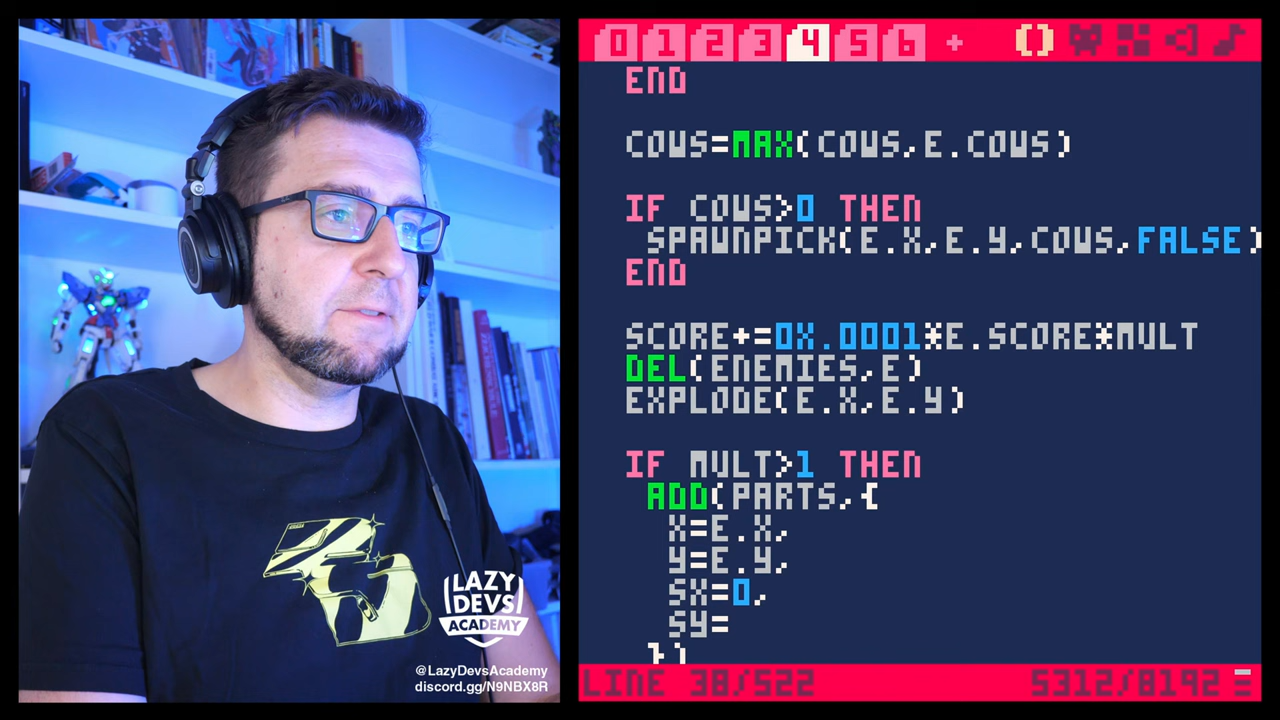 0 1 2 3 4 5 6 +
END
COWS=MAX(COWS,E.COWS)
IF COWS>0 THEN
SPAWNPICK(E.X,E.Y,COWS,FALSE)
END
SCORE+=0X.0001*E.SCORE*MULT
DEL(ENEMIES,E)
EXPLODE(E.X,E.Y)
IF MULT>1 THEN
ADD(PARTS,{
X=E.X,
Y=E.Y,
SX=0,
SY=
})
LINE 38/522
5312/8192
LAZY
DEVS
ACADEMY
@LazyDevsAcademy
discord.gg/N9NBX8R